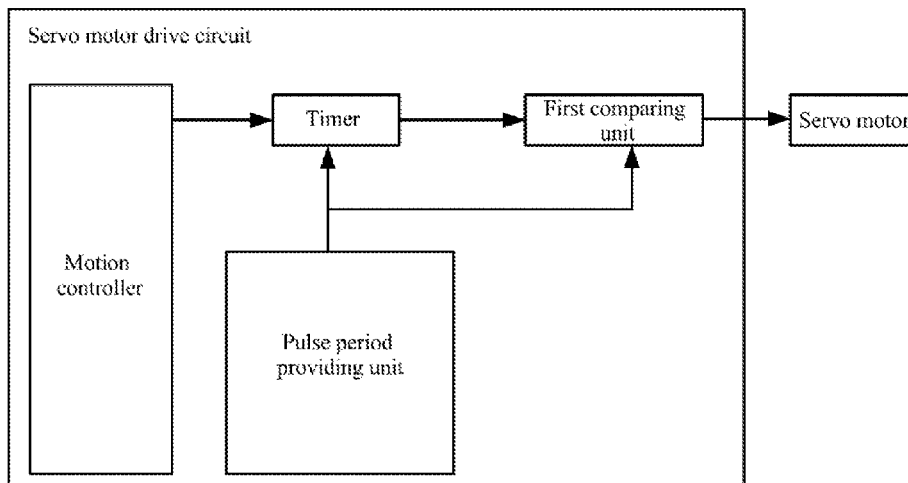 Servo motor drive circuit
Timer
First comparing
unit
Servo motor
Motion
controller
Pulse period
providing unit